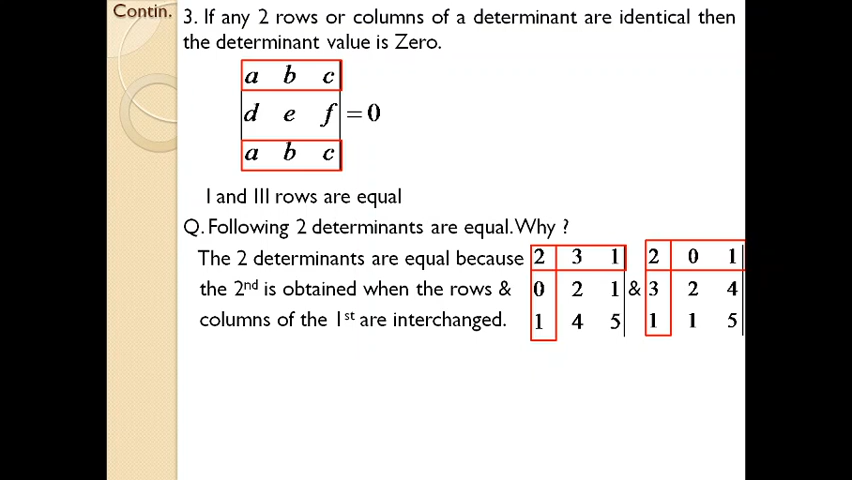 Contin.
3. If any 2 rows or columns of a determinant are identical then
the determinant value is Zero.
a b c
d e f = 0
a b c
I and III rows are equal
Q. Following 2 determinants are equal. Why ?
The 2 determinants are equal because 2 3 1 2 0 1
the 2nd is obtained when the rows & 0 2 1 & 3 2 4
columns of the 1st are interchanged. 1 4 5 1 1 5